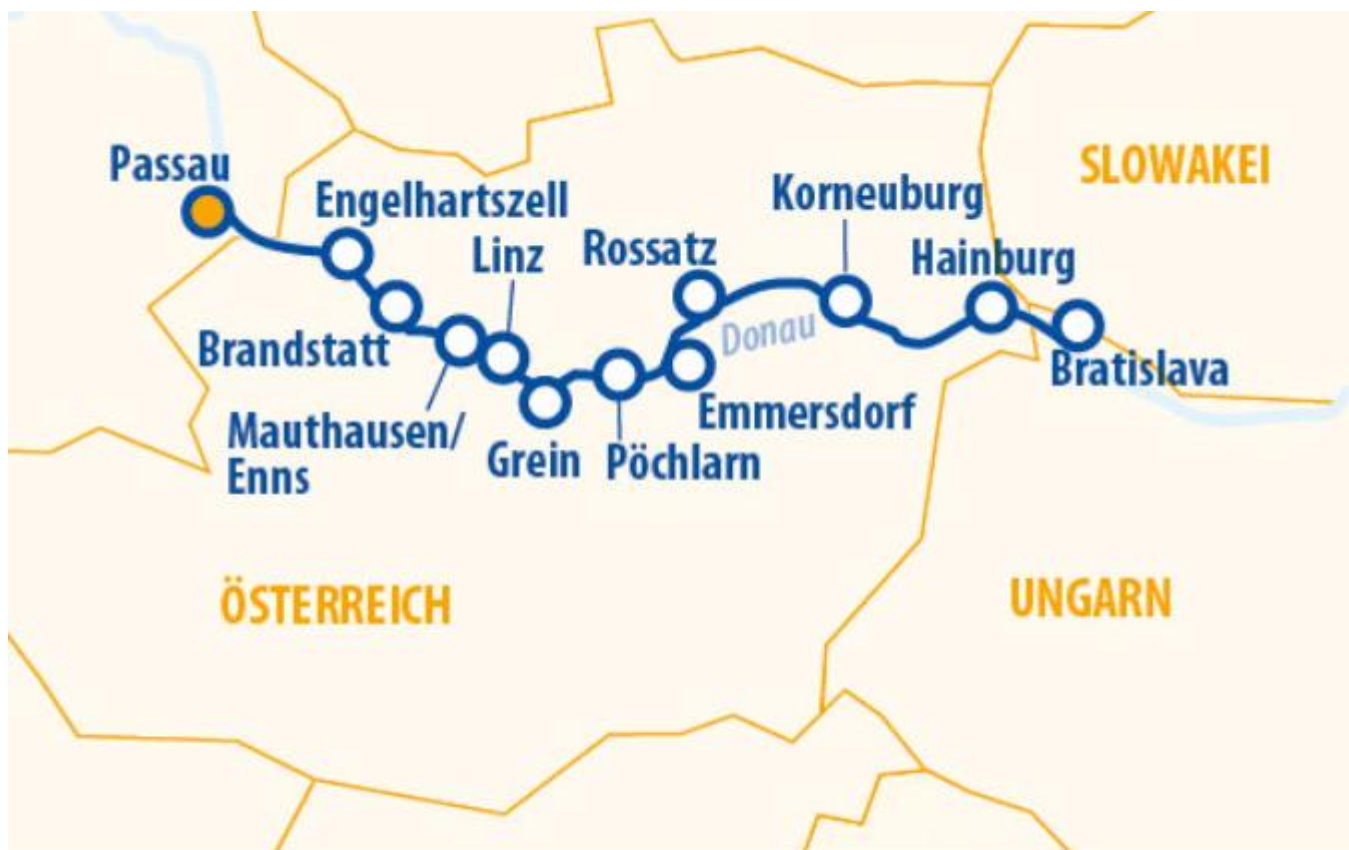 Passau
Engelhartszell
Linz
Rossatz
Korneuburg
Hainburg
SLOWAKEI
Brandstatt
Donau
Bratislava
Mauthausen/
Enns
Grein
Pöchlarn
Emmersdorf
ÖSTERREICH
UNGARN